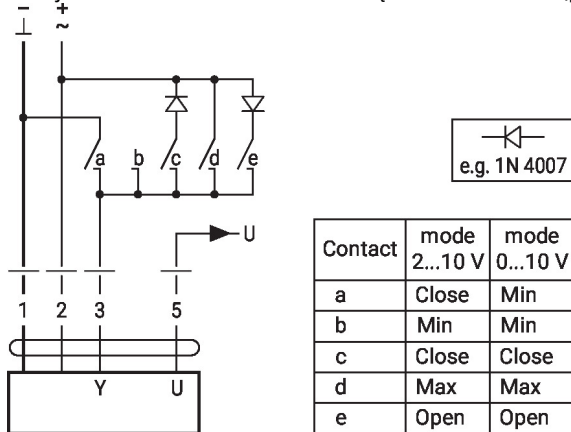 − +
⊥ ~
a b c d e
U
1 2 3 5
Y U
e.g. 1N 4007
Contact mode 2...10 V mode 0...10 V
a Close Min
b Min Min
c Close Close
d Max Max
e Open Open